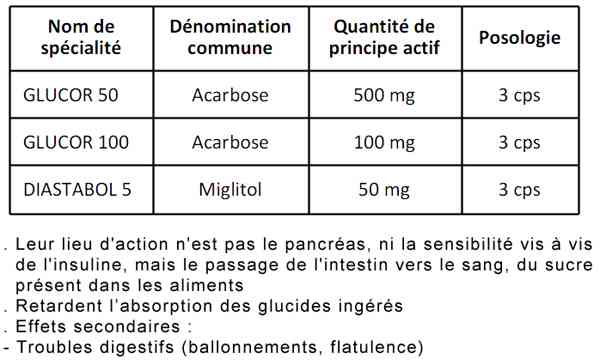 Nom de spécialité | Dénomination commune | Quantité de principe actif | Posologie
GLUCOR 50 | Acarbose | 500 mg | 3 cps
GLUCOR 100 | Acarbose | 100 mg | 3 cps
DIASTABOL 5 | Miglitol | 50 mg | 3 cps
. Leur lieu d'action n'est pas le pancréas, ni la sensibilité vis à vis
de l'insuline, mais le passage de l'intestin vers le sang, du sucre
présent dans les aliments
. Retardent l’absorption des glucides ingérés
. Effets secondaires :
- Troubles digestifs (ballonnements, flatulence)